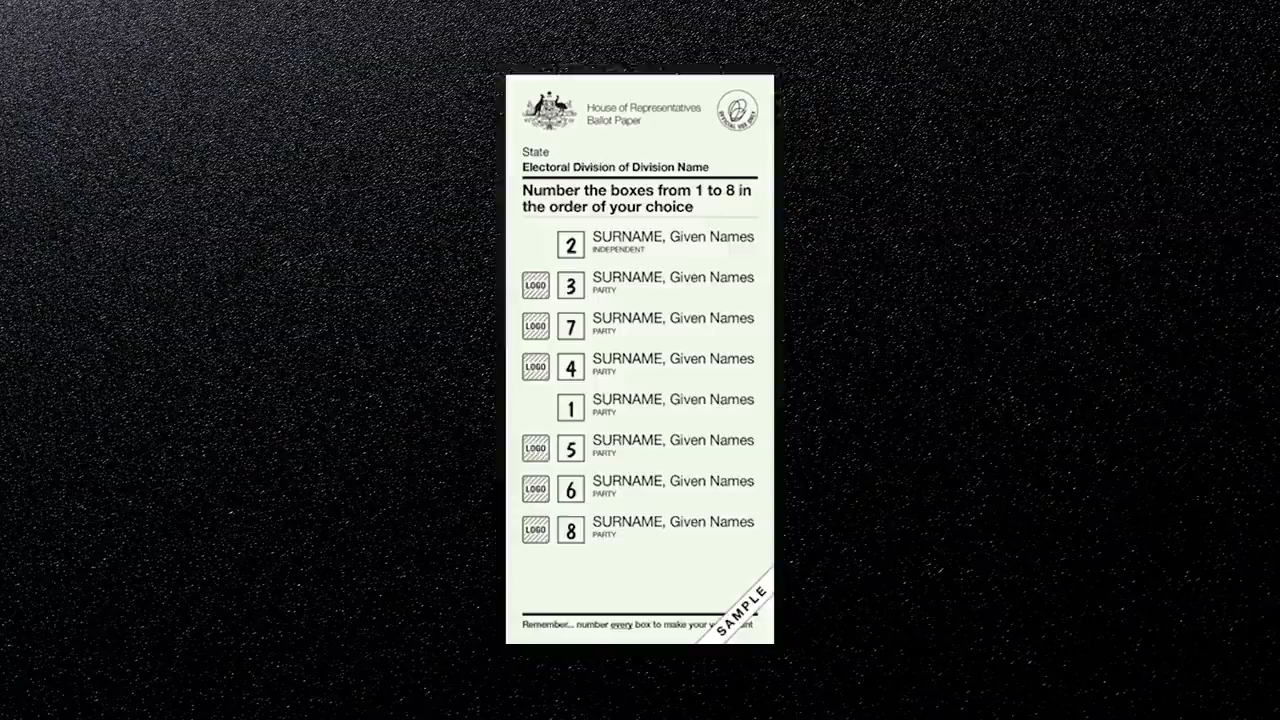 House of Representatives
Ballot Paper
OFFICIAL USE ONLY
State
Electoral Division of Division Name
Number the boxes from 1 to 8 in
the order of your choice
2 SURNAME, Given Names
INDEPENDENT
LOGO 3 SURNAME, Given Names
PARTY
LOGO 7 SURNAME, Given Names
PARTY
LOGO 4 SURNAME, Given Names
PARTY
1 SURNAME, Given Names
PARTY
LOGO 5 SURNAME, Given Names
PARTY
LOGO 6 SURNAME, Given Names
PARTY
LOGO 8 SURNAME, Given Names
PARTY
Remember... number every box to make your
SAMPLE